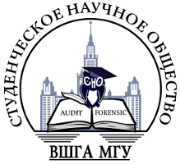 СТУДЕНЧЕСКОЕ НАУЧНОЕ ОБЩЕСТВО
СНО
AUDIT FORENSIC
ВШГА МГУ